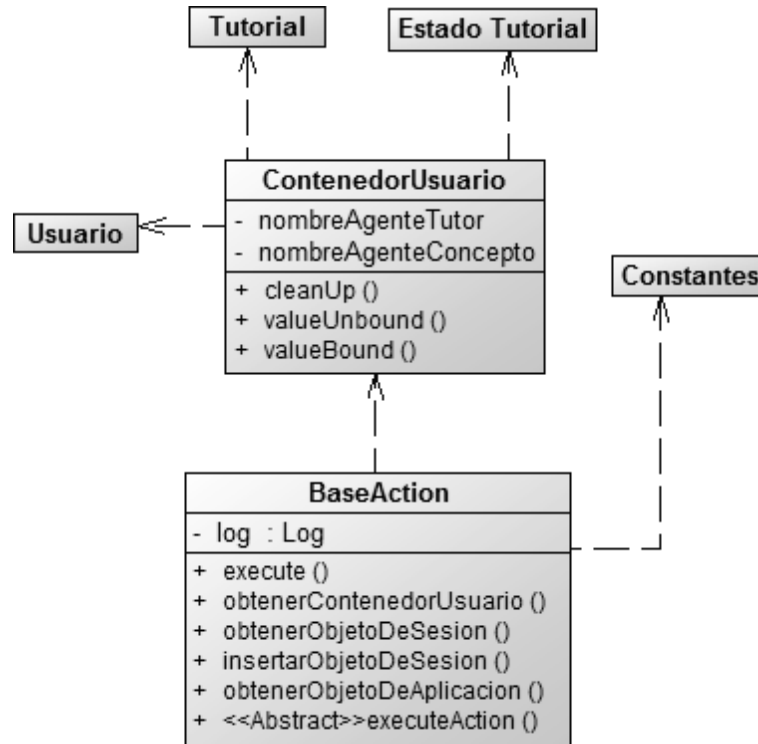 Tutorial
Estado Tutorial
ContenedorUsuario
- nombreAgenteTutor
- nombreAgenteConcepto
+ cleanUp ()
+ valueUnbound ()
+ valueBound ()
Usuario
Constantes
BaseAction
- log : Log
+ execute ()
+ obtenerContenedorUsuario ()
+ obtenerObjetoDeSesion ()
+ insertarObjetoDeSesion ()
+ obtenerObjetoDeAplicacion ()
+ <<Abstract>>executeAction ()